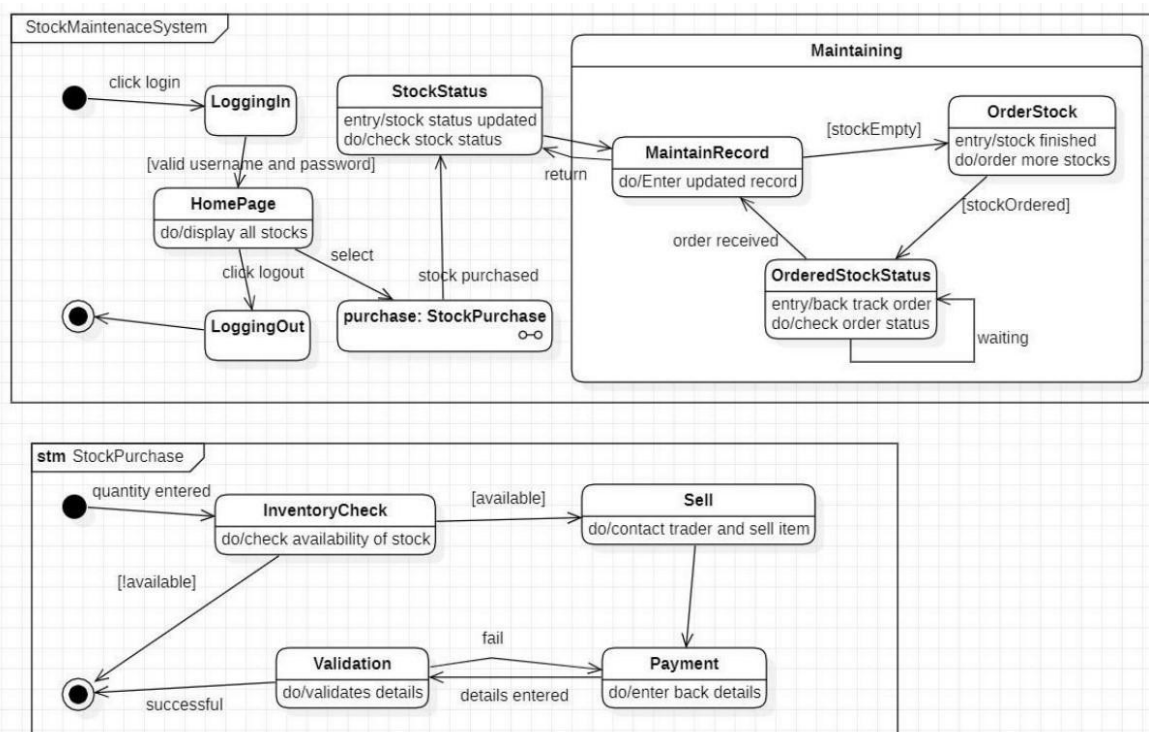 StockMaintenaceSystem
Maintaining
click login
LoggingIn
StockStatus
entry/stock status updated
do/check stock status
OrderStock
entry/stock finished
do/order more stocks
[stockEmpty]
MaintainRecord
do/Enter updated record
[valid username and password]
return
HomePage
do/display all stocks
[stockOrdered]
order received
select
click logout
stock purchased
OrderedStockStatus
entry/back track order
do/check order status
LoggingOut
purchase: StockPurchase
waiting
stm StockPurchase
quantity entered
InventoryCheck
do/check availability of stock
[available]
Sell
do/contact trader and sell item
[!available]
fail
Validation
do/validates details
Payment
do/enter back details
details entered
successful